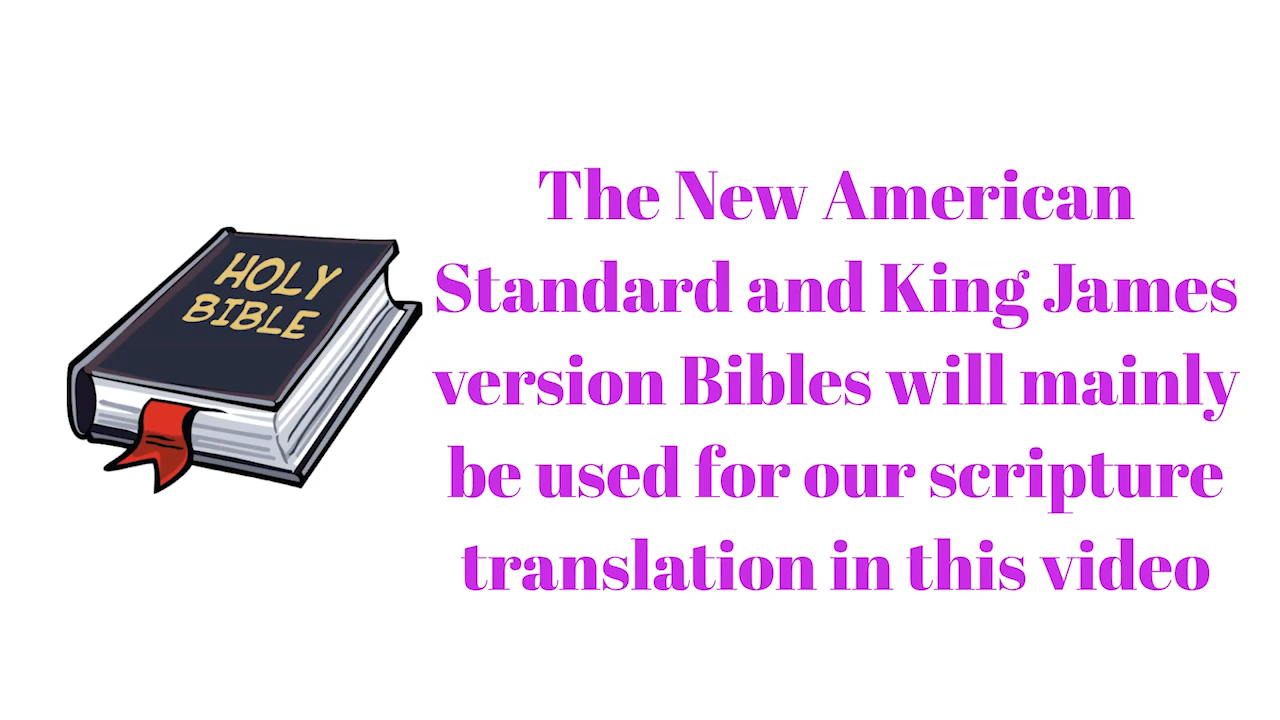 HOLY
BIBLE
The New American
Standard and King James
version Bibles will mainly
be used for our scripture
translation in this video